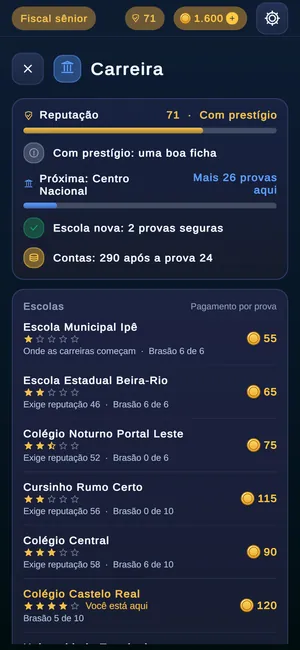 Fiscal sênior
71
1.600
Carreira
Reputação
71 · Com prestígio
Com prestígio: uma boa ficha
Próxima: Centro
Nacional
Mais 26 provas
aqui
Escola nova: 2 provas seguras
Contas: 290 após a prova 24
Escolas
Pagamento por prova
Escola Municipal Ipê
55
Onde as carreiras começam · Brasão 6 de 6
Escola Estadual Beira-Rio
65
Exige reputação 46 · Brasão 6 de 6
Colégio Noturno Portal Leste
75
Exige reputação 52 · Brasão 0 de 6
Cursinho Rumo Certo
115
Exige reputação 56 · Brasão 0 de 10
Colégio Central
90
Exige reputação 58 · Brasão 6 de 10
Colégio Castelo Real
Você está aqui
120
Brasão 5 de 10